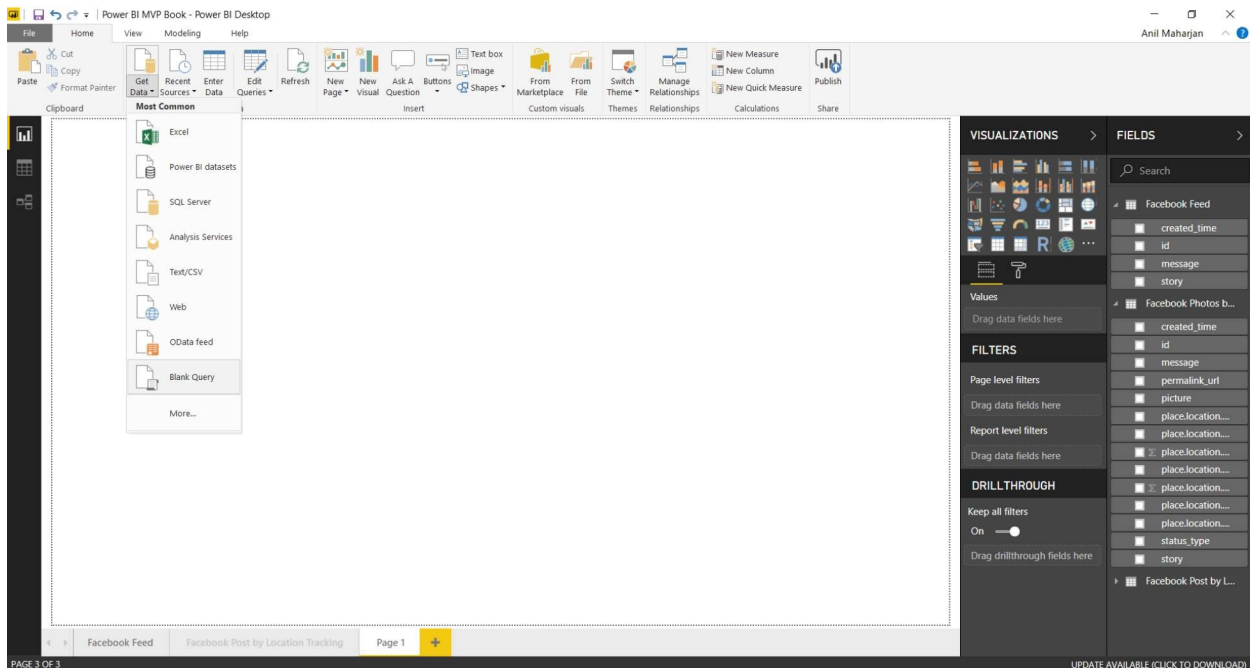 Power BI MVP Book - Power BI Desktop
File Home View Modeling Help
Anil Maharjan
Paste
Cut
Copy
Format Painter
Clipboard
Get Data
Recent Sources
Enter Data
Edit Queries
Refresh
New Page
New Visual
Ask A Question
Buttons
Text box
Image
Shapes
Insert
From Marketplace
From File
Custom visuals
Switch Theme
Themes
Manage Relationships
Relationships
New Measure
New Column
New Quick Measure
Calculations
Publish
Share
Most Common
Excel
Power BI datasets
SQL Server
Analysis Services
Text/CSV
Web
OData feed
Blank Query
More...
VISUALIZATIONS
R
Values
Drag data fields here
FILTERS
Page level filters
Drag data fields here
Report level filters
Drag data fields here
DRILLTHROUGH
Keep all filters
On
Drag drillthrough fields here
FIELDS
Search
Facebook Feed
created_time
id
message
story
Facebook Photos b...
created_time
id
message
permalink_url
picture
place.location....
place.location....
Σ place.location....
place.location....
Σ place.location....
place.location....
place.location....
status_type
story
Facebook Post by L...
Facebook Feed
Facebook Post by Location Tracking
Page 1
PAGE 3 OF 3
UPDATE AVAILABLE (CLICK TO DOWNLOAD)